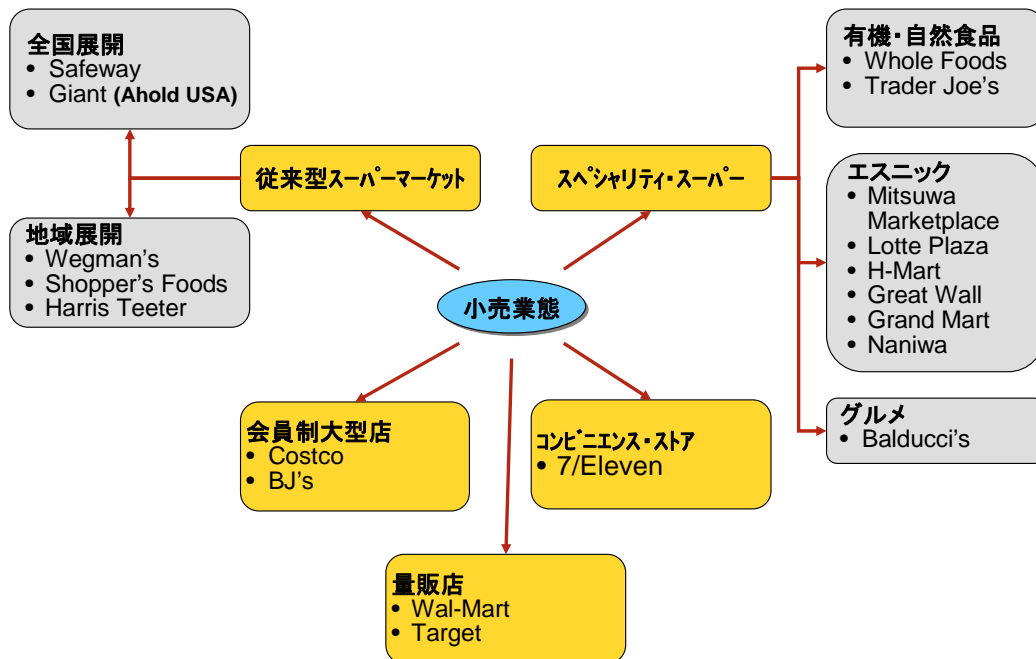 全国展開
• Safeway
• Giant (Ahold USA)
従来型スーパーマーケット
地域展開
• Wegman’s
• Shopper’s Foods
• Harris Teeter
スペシャリティ・スーパー
有機・自然食品
• Whole Foods
• Trader Joe’s
エスニック
• Mitsuwa
Marketplace
• Lotte Plaza
• H-Mart
• Great Wall
• Grand Mart
• Naniwa
グルメ
• Balducci’s
小売業態
会員制大型店
• Costco
• BJ’s
コンビニエンス・ストア
• 7/Eleven
量販店
• Wal-Mart
• Target